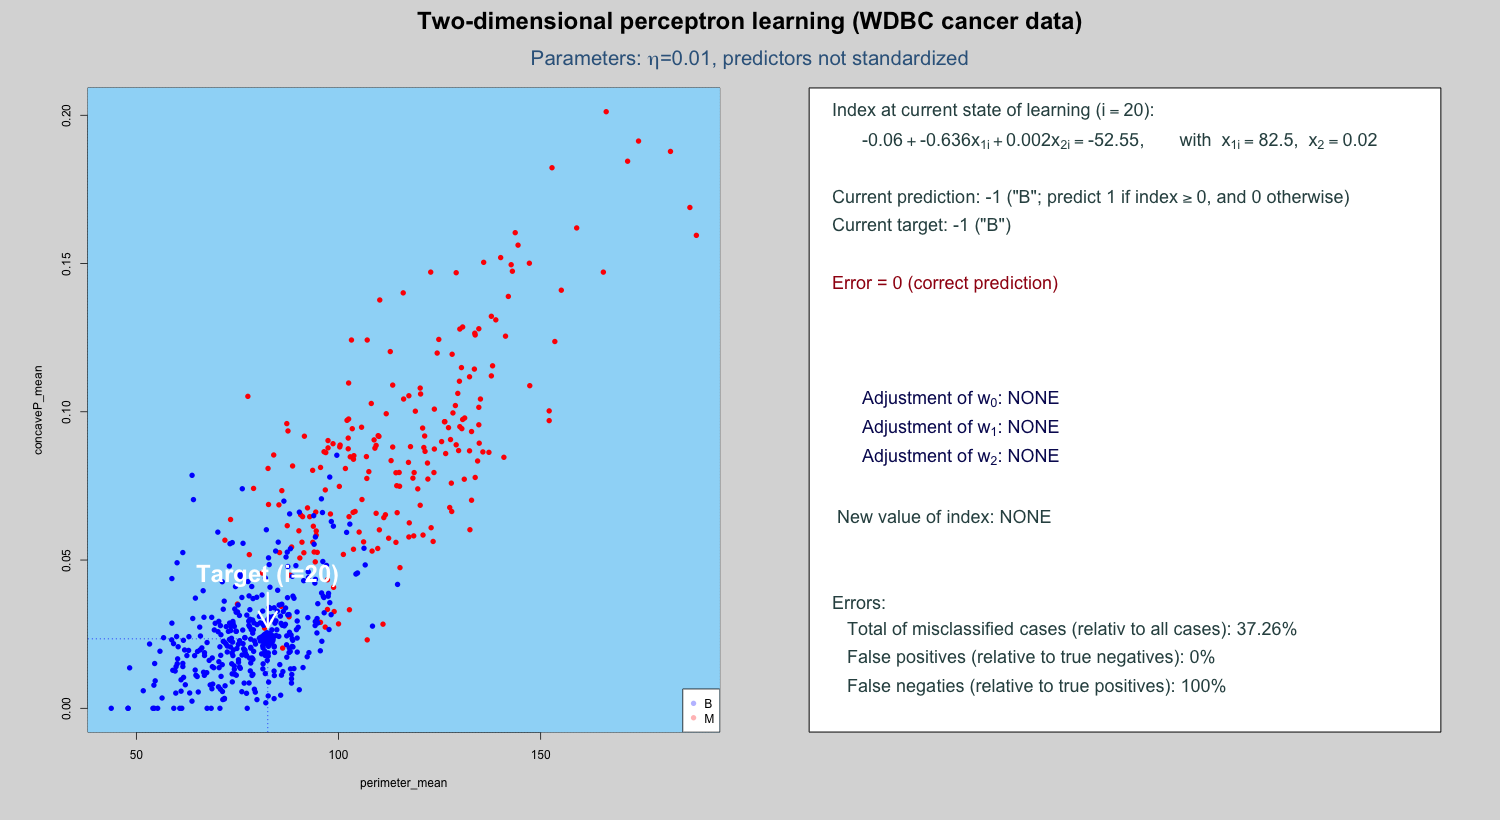 Two-dimensional perceptron learning (WDBC cancer data)
Parameters: η=0.01, predictors not standardized
0.20
0.15
0.10
0.05
0.00
concaveP_mean
Target (i=20)
B
M
50
100
150
perimeter_mean
Index at current state of learning (i = 20):
-0.06 + -0.636x1i + 0.002x2i = -52.55, with x1i = 82.5, x2 = 0.02
Current prediction: -1 ("B"; predict 1 if index ≥ 0, and 0 otherwise)
Current target: -1 ("B")
Error = 0 (correct prediction)
Adjustment of w0: NONE
Adjustment of w1: NONE
Adjustment of w2: NONE
New value of index: NONE
Errors:
Total of misclassified cases (relativ to all cases): 37.26%
False positives (relative to true negatives): 0%
False negaties (relative to true positives): 100%